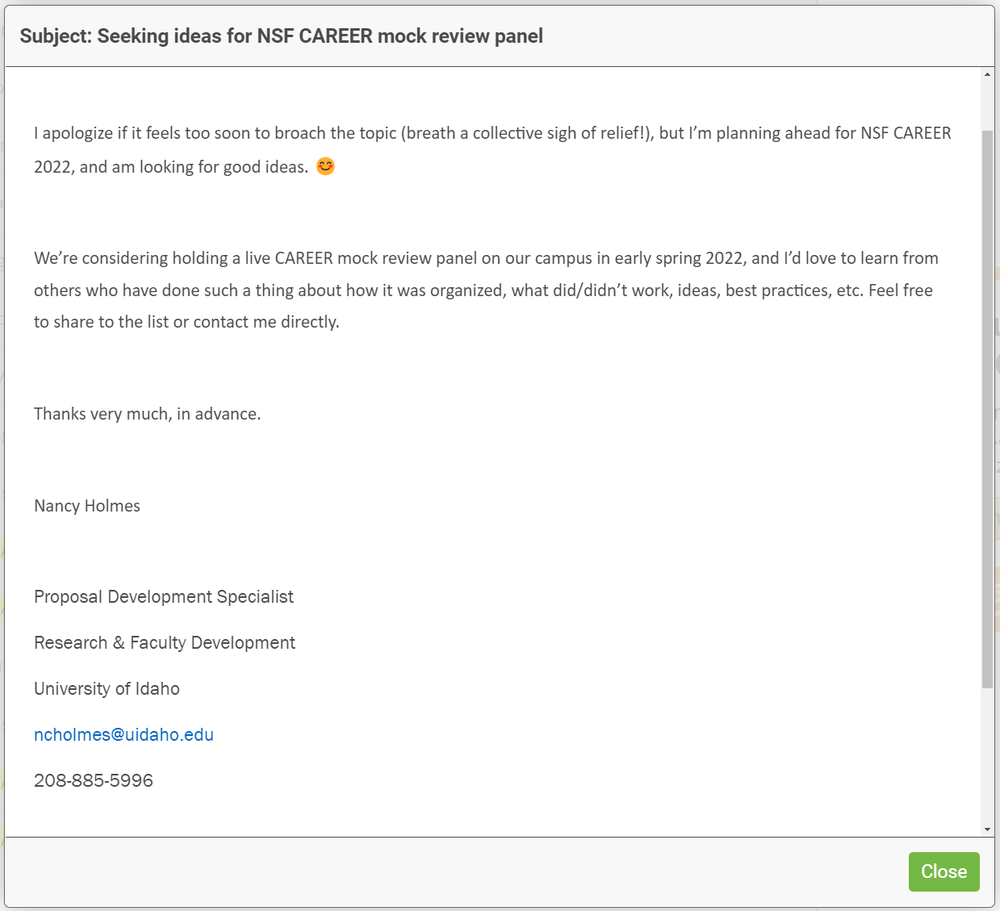 Subject: Seeking ideas for NSF CAREER mock review panel
I apologize if it feels too soon to broach the topic (breath a collective sigh of relief!), but I’m planning ahead for NSF CAREER
2022, and am looking for good ideas. 😊
We’re considering holding a live CAREER mock review panel on our campus in early spring 2022, and I’d love to learn from
others who have done such a thing about how it was organized, what did/didn’t work, ideas, best practices, etc. Feel free
to share to the list or contact me directly.
Thanks very much, in advance.
Nancy Holmes
Proposal Development Specialist
Research & Faculty Development
University of Idaho
ncholmes@uidaho.edu
208-885-5996
Close